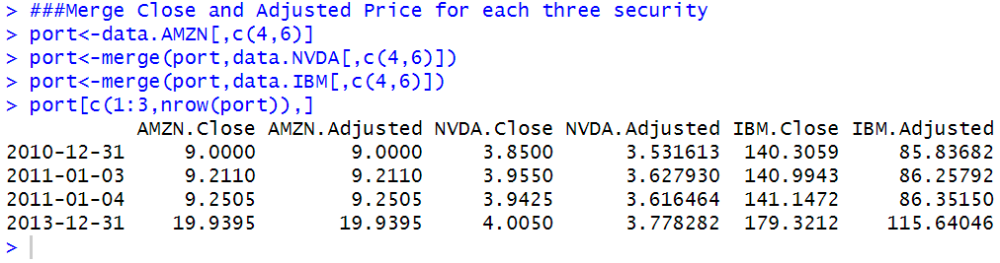 > ###Merge Close and Adjusted Price for each three security
> port<-data.AMZN[,c(4,6)]
> port<-merge(port,data.NVDA[,c(4,6)])
> port<-merge(port,data.IBM[,c(4,6)])
> port[c(1:3,nrow(port)),]
           AMZN.Close AMZN.Adjusted NVDA.Close NVDA.Adjusted IBM.Close IBM.Adjusted
2010-12-31     9.0000        9.0000     3.8500      3.531613  140.3059     85.83682
2011-01-03     9.2110        9.2110     3.9550      3.627930  140.9943     86.25792
2011-01-04     9.2505        9.2505     3.9425      3.616464  141.1472     86.35150
2013-12-31    19.9395       19.9395     4.0050      3.778282  179.3212    115.64046
>